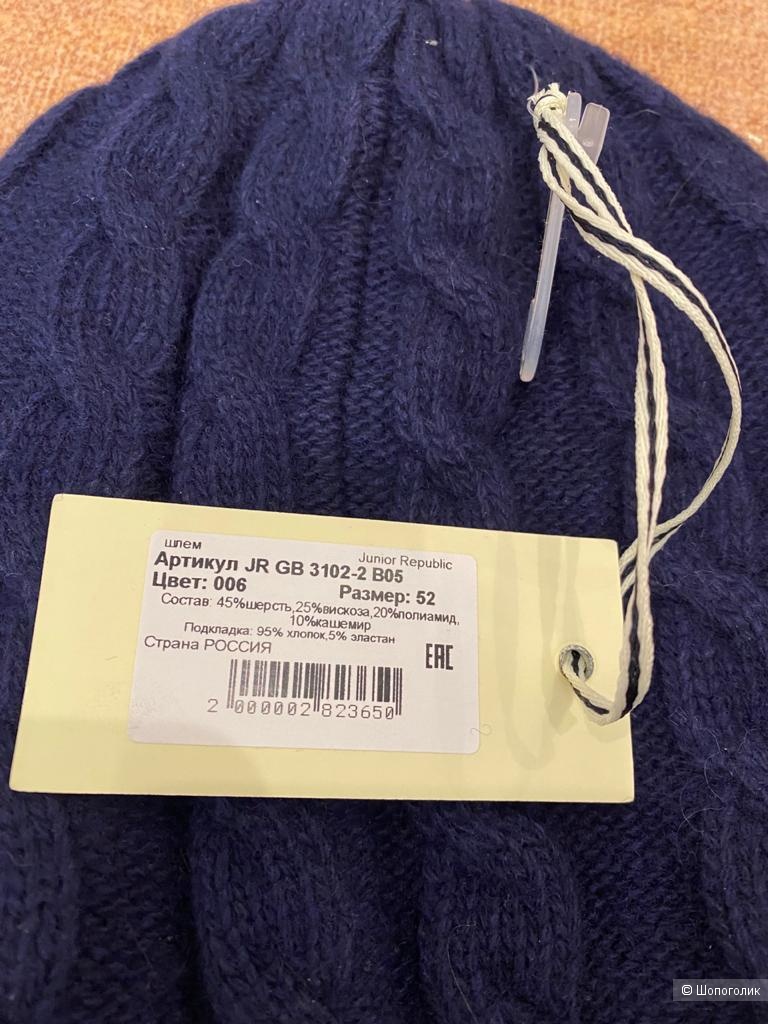 шлем
Junior Republic
Артикул JR GB 3102-2 B05
Цвет: 006 Размер: 52
Состав: 45%шерсть,25%вискоза,20%полиамид,
10%кашемир
Подкладка: 95% хлопок,5% эластан
Страна РОССИЯ
EAC
2 000002 823650
© Шопоголик